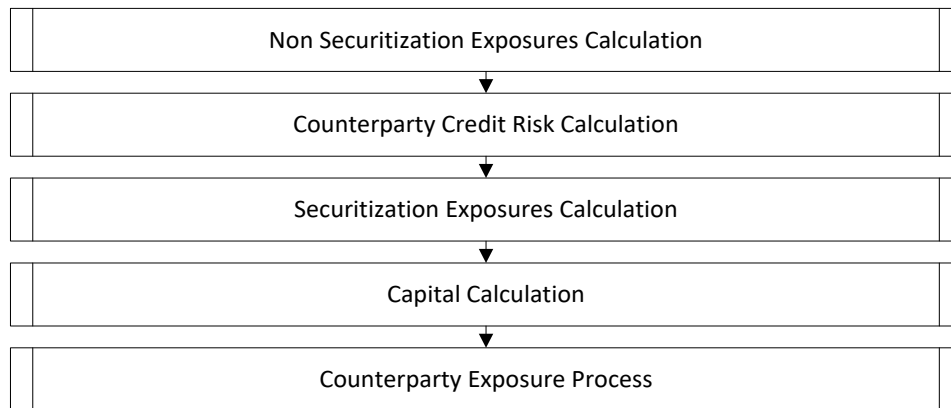 Non Securitization Exposures Calculation
Counterparty Credit Risk Calculation
Securitization Exposures Calculation
Capital Calculation
Counterparty Exposure Process